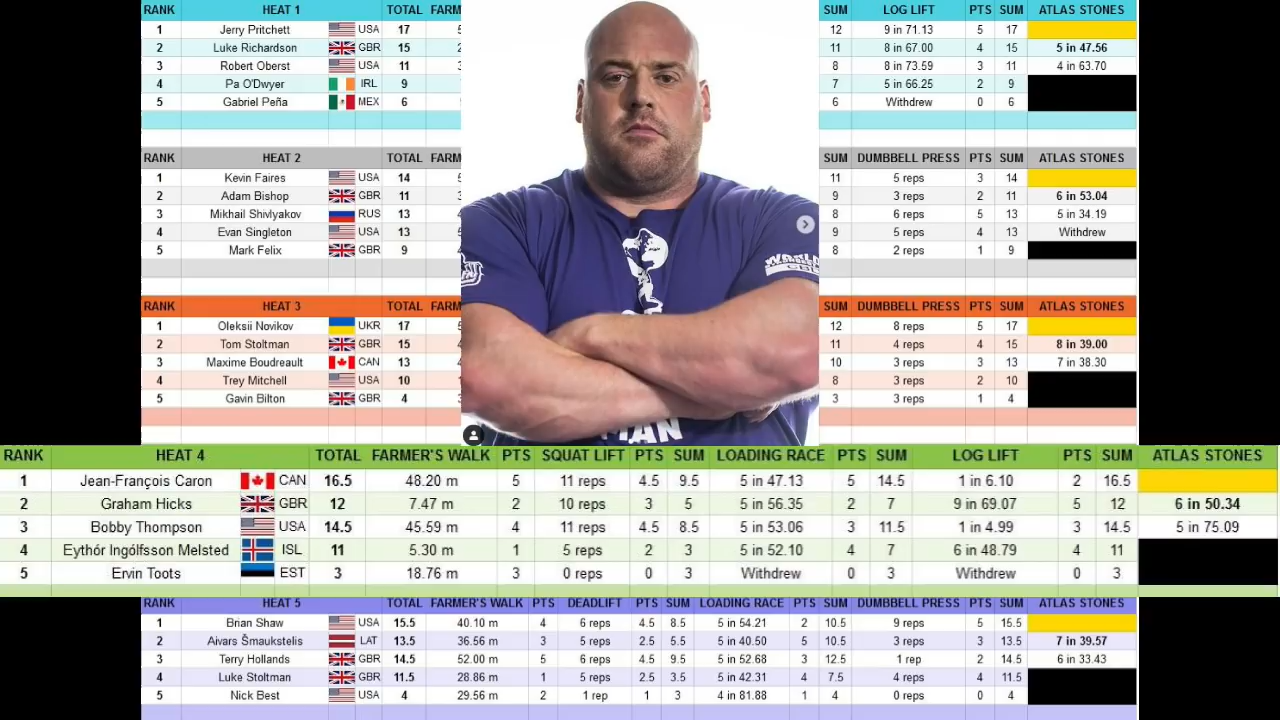 RANK HEAT 1 TOTAL FARM SUM LOG LIFT PTS SUM ATLAS STONES
1 Jerry Pritchett USA 17 12 9 in 71.13 5 17
2 Luke Richardson GBR 15 11 8 in 67.00 4 15 5 in 47.56
3 Robert Oberst USA 11 8 8 in 73.59 3 11 4 in 63.70
4 Pa O'Dwyer IRL 9 7 5 in 66.25 2 9
5 Gabriel Peña MEX 6 6 Withdrew 0 6
RANK HEAT 2 TOTAL FARM SUM DUMBBELL PRESS PTS SUM ATLAS STONES
1 Kevin Faires USA 14 11 5 reps 3 14
2 Adam Bishop GBR 11 9 3 reps 2 11 6 in 53.04
3 Mikhail Shivlyakov RUS 13 8 6 reps 5 13 5 in 34.19
4 Evan Singleton USA 13 9 5 reps 4 13 Withdrew
5 Mark Felix GBR 9 8 2 reps 1 9
RANK HEAT 3 TOTAL FARM SUM DUMBBELL PRESS PTS SUM ATLAS STONES
1 Oleksii Novikov UKR 17 12 8 reps 5 17
2 Tom Stoltman GBR 15 11 4 reps 4 15 8 in 39.00
3 Maxime Boudreault CAN 13 10 3 reps 3 13 7 in 38.30
4 Trey Mitchell USA 10 8 3 reps 2 10
5 Gavin Bilton GBR 4 3 3 reps 1 4
MAN
RANK HEAT 4 TOTAL FARMER'S WALK PTS SQUAT LIFT PTS SUM LOADING RACE PTS SUM LOG LIFT PTS SUM ATLAS STONES
1 Jean-François Caron CAN 16.5 48.20 m 5 11 reps 4.5 9.5 5 in 47.13 5 14.5 1 in 6.10 2 16.5
2 Graham Hicks GBR 12 7.47 m 2 10 reps 3 5 5 in 56.35 2 7 9 in 69.07 5 12 6 in 50.34
3 Bobby Thompson USA 14.5 45.59 m 4 11 reps 4.5 8.5 5 in 53.06 3 11.5 1 in 4.99 3 14.5 5 in 75.09
4 Eythór Ingólfsson Melsted ISL 11 5.30 m 1 5 reps 2 3 5 in 52.10 4 7 6 in 48.79 4 11
5 Ervin Toots EST 3 18.76 m 3 0 reps 0 3 Withdrew 0 3 Withdrew 0 3
RANK HEAT 5 TOTAL FARMER'S WALK PTS DEADLIFT PTS SUM LOADING RACE PTS SUM DUMBBELL PRESS PTS SUM ATLAS STONES
1 Brian Shaw USA 15.5 40.10 m 4 6 reps 4.5 8.5 5 in 54.21 2 10.5 9 reps 5 15.5
2 Aivars Šmaukstelis LAT 13.5 36.56 m 3 5 reps 2.5 5.5 5 in 40.50 5 10.5 3 reps 3 13.5 7 in 39.57
3 Terry Hollands GBR 14.5 52.00 m 5 6 reps 4.5 9.5 5 in 52.68 3 12.5 1 rep 2 14.5 6 in 33.43
4 Luke Stoltman GBR 11.5 28.86 m 1 5 reps 2.5 3.5 5 in 42.31 4 7.5 4 reps 4 11.5
5 Nick Best USA 4 29.56 m 2 1 rep 1 3 4 in 81.88 1 4 0 reps 0 4